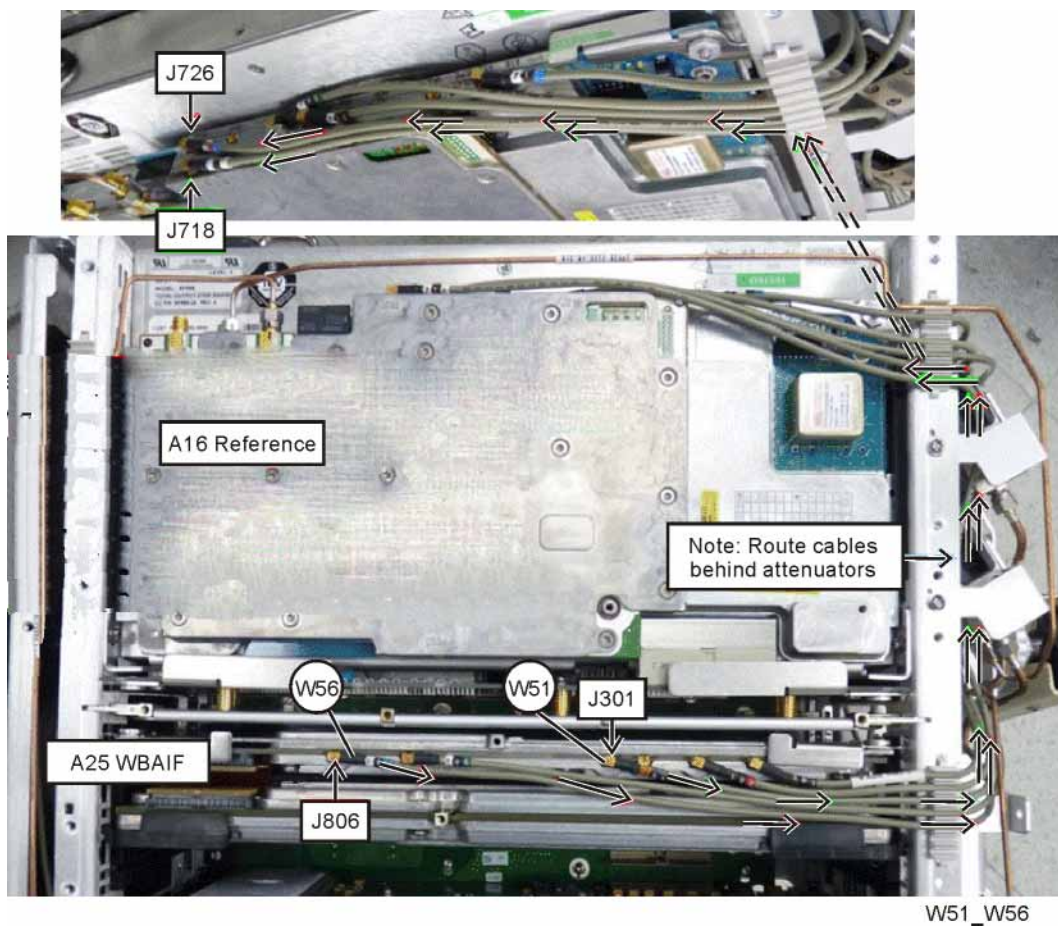 J726
J718
A16 Reference
Note: Route cables
behind attenuators
W56
W51
J301
A25 WBAIF
J806
W51_W56